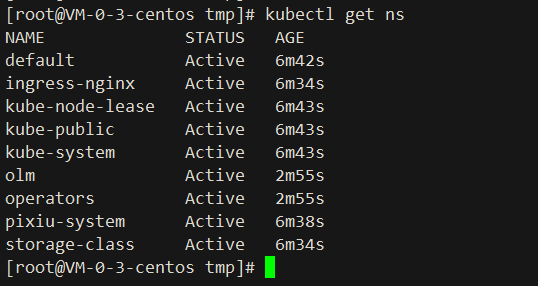 [root@VM-0-3-centos tmp]# kubectl get ns
NAME              STATUS   AGE
default           Active   6m42s
ingress-nginx     Active   6m34s
kube-node-lease   Active   6m43s
kube-public       Active   6m43s
kube-system       Active   6m43s
olm               Active   2m55s
operators         Active   2m55s
pixiu-system      Active   6m38s
storage-class     Active   6m34s
[root@VM-0-3-centos tmp]#